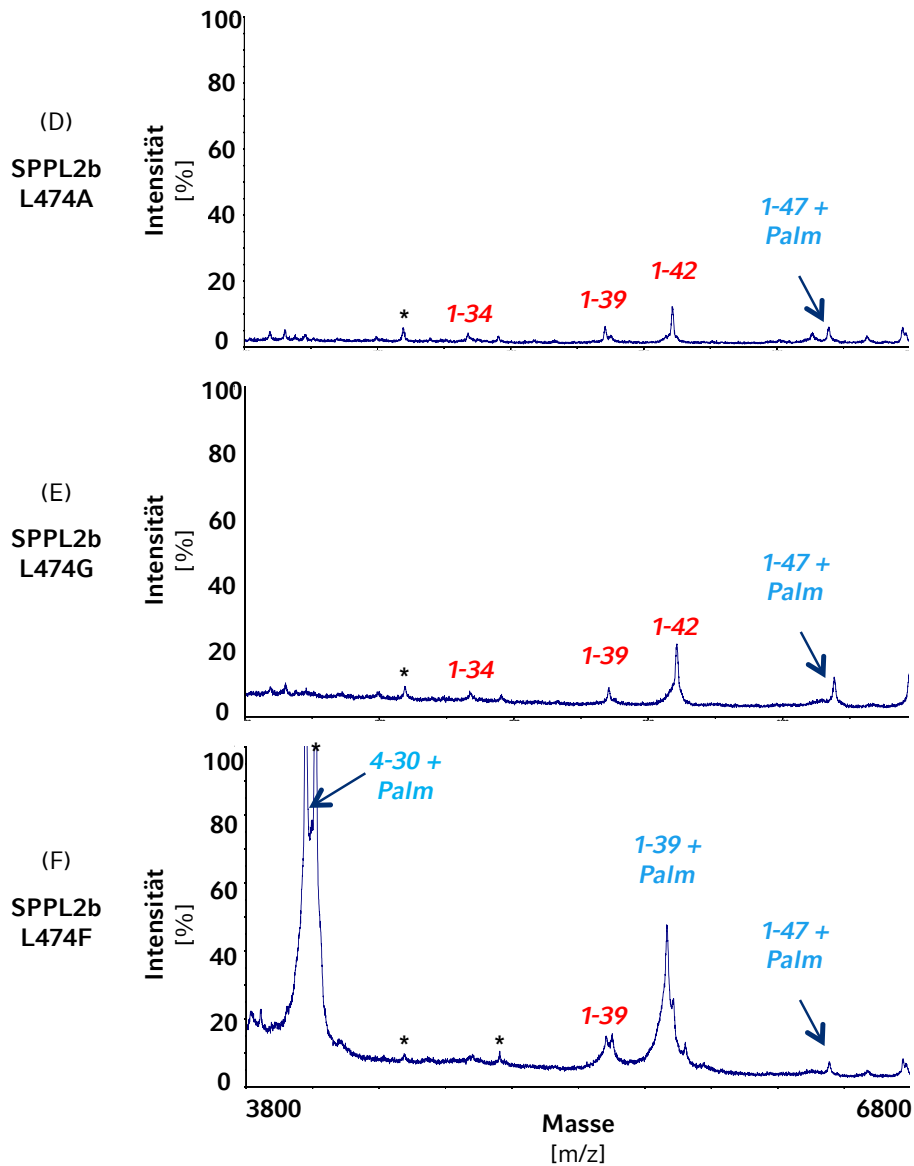 (D)
SPPL2b
L474A
Intensität
[%]
100
80
60
40
20
0
*
1-34
1-39
1-42
1-47 +
Palm
(E)
SPPL2b
L474G
Intensität
[%]
100
80
60
40
20
0
*
1-34
1-39
1-42
1-47 +
Palm
(F)
SPPL2b
L474F
Intensität
[%]
100
80
60
40
20
0
*
4-30 +
Palm
*
*
1-39
1-39 +
Palm
1-47 +
Palm
3800
6800
Masse
[m/z]